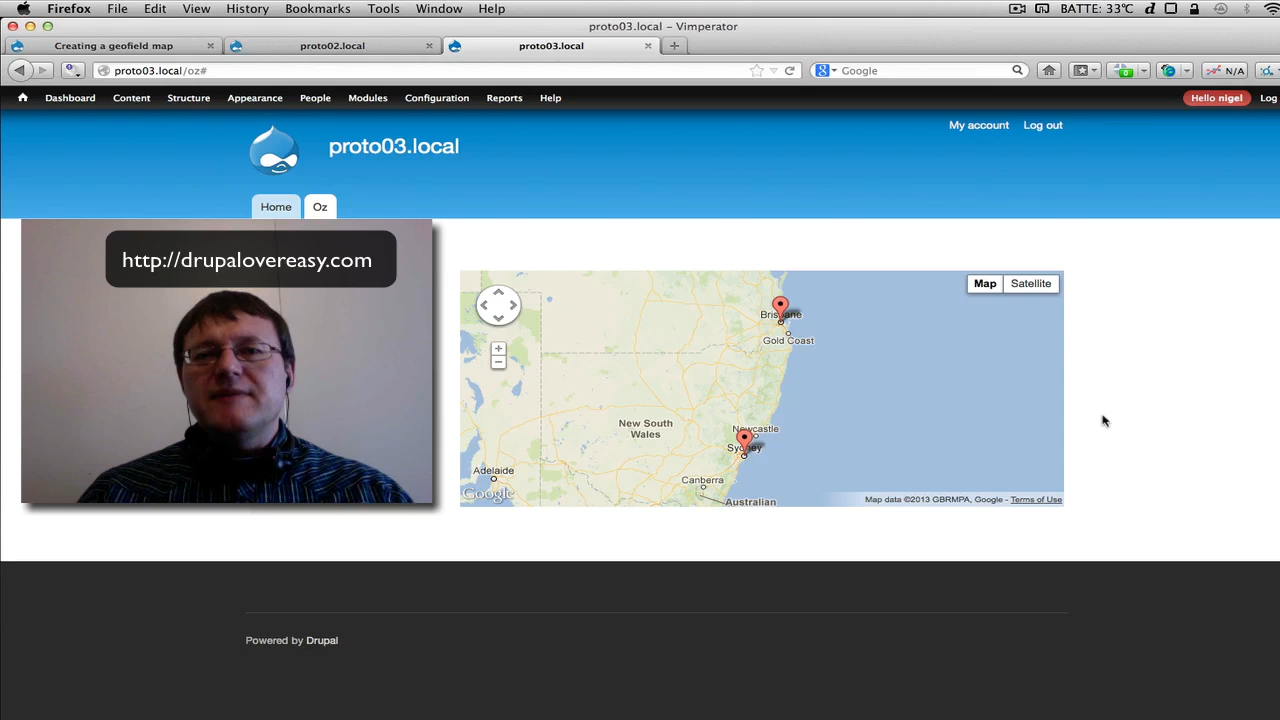 Firefox File Edit View History Bookmarks Tools Window Help BATTE: 33°C
proto03.local – Vimperator
Creating a geofield map proto02.local proto03.local
proto03.local/oz# Google N/A
Dashboard Content Structure Appearance People Modules Configuration Reports Help Hello nigel Log
My account Log out
proto03.local
Home Oz
http://drupalovereasy.com
Map Satellite
Brisbane
Gold Coast
New South
Wales
Newcastle
Sydney
Adelaide
Canberra
Google
Australian
Map data ©2013 GBRMPA, Google - Terms of Use
Powered by Drupal